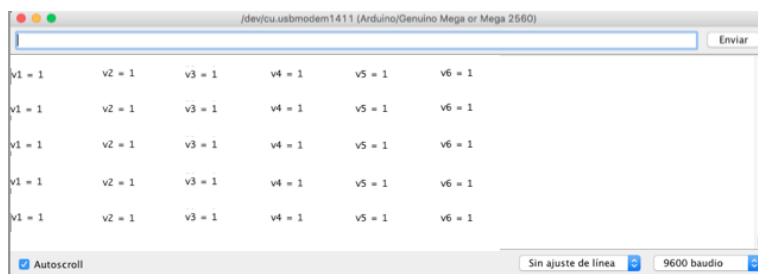 /dev/cu.usbmodem1411 (Arduino/Genuino Mega or Mega 2560)
Enviar
v1 = 1 v2 = 1 v3 = 1 v4 = 1 v5 = 1 v6 = 1
v1 = 1 v2 = 1 v3 = 1 v4 = 1 v5 = 1 v6 = 1
v1 = 1 v2 = 1 v3 = 1 v4 = 1 v5 = 1 v6 = 1
v1 = 1 v2 = 1 v3 = 1 v4 = 1 v5 = 1 v6 = 1
v1 = 1 v2 = 1 v3 = 1 v4 = 1 v5 = 1 v6 = 1
Autoscroll Sin ajuste de línea 9600 baudio